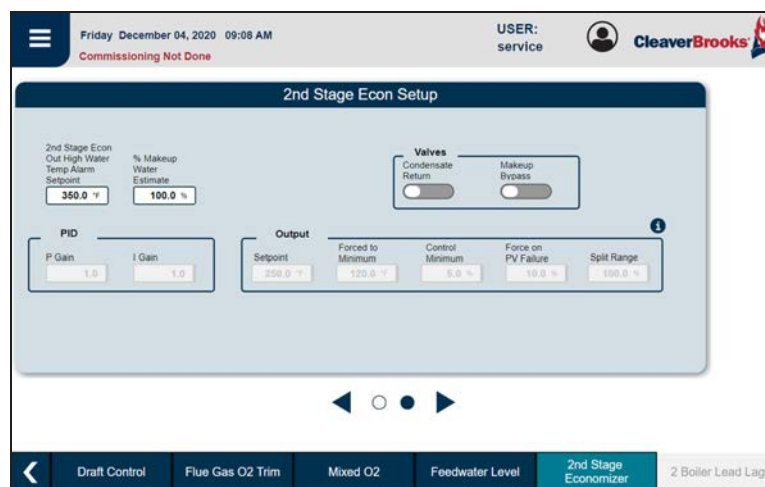 Friday December 04, 2020 09:08 AM
Commissioning Not Done
USER:
service
CleaverBrooks
2nd Stage Econ Setup
2nd Stage Econ
Out High Water
Temp Alarm
Setpoint
350.0 °F
% Makeup
Water
Estimate
100.0 %
Valves
Condensate
Return
Makeup
Bypass
PID
P Gain
1.0
I Gain
1.0
Output
Setpoint
250.0 °F
Forced to
Minimum
120.0 °F
Control
Minimum
5.0 %
Force on
PV Failure
10.0 %
Split Range
100.0 %
Draft Control
Flue Gas O2 Trim
Mixed O2
Feedwater Level
2nd Stage
Economizer
2 Boiler Lead Lag